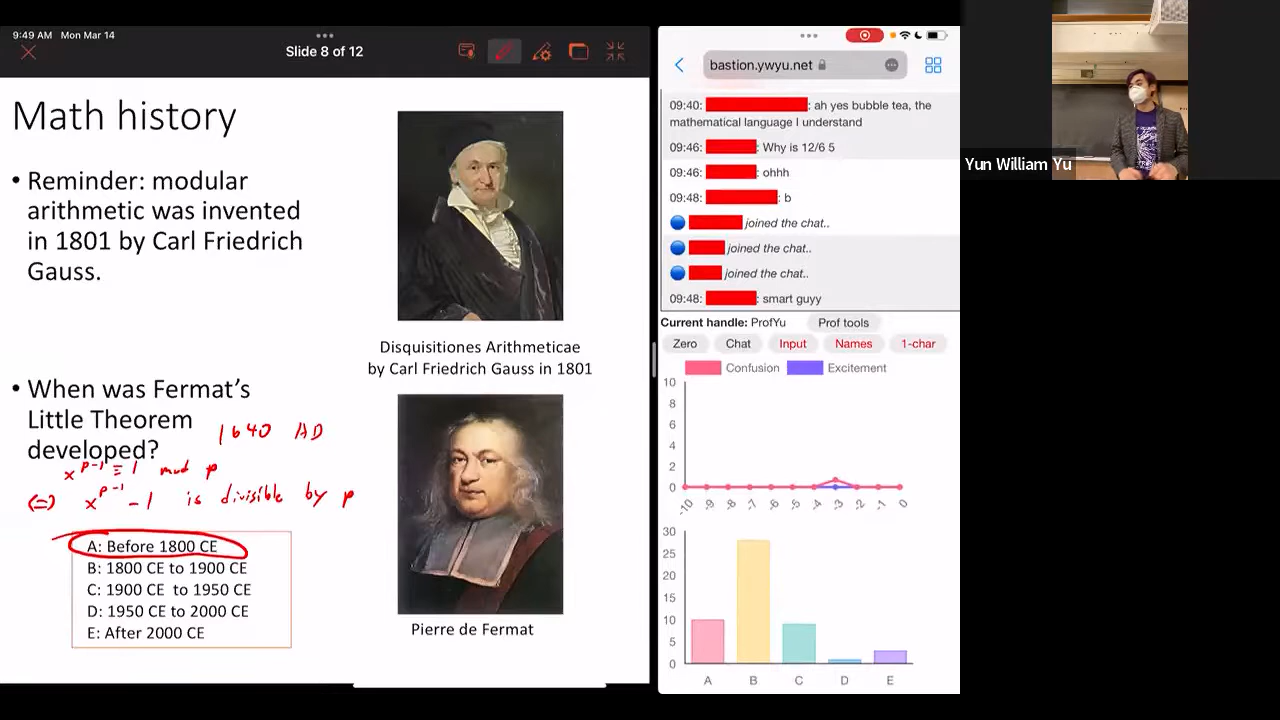 9:49 AM Mon Mar 14
Slide 8 of 12
Math history
• Reminder: modular
arithmetic was invented
in 1801 by Carl Friedrich
Gauss.
Disquisitiones Arithmeticae
by Carl Friedrich Gauss in 1801
• When was Fermat's
Little Theorem
developed?
1640 AD
x^{p-1} ≡ 1 mod p
(=) x^{p-1} - 1 is divisible by p
A: Before 1800 CE
B: 1800 CE to 1900 CE
C: 1900 CE to 1950 CE
D: 1950 CE to 2000 CE
E: After 2000 CE
Pierre de Fermat
bastion.ywyu.net
09:40: : ah yes bubble tea, the
mathematical language I understand
09:46: : Why is 12/6 5
09:46: : ohhh
09:48: : b
joined the chat..
joined the chat..
joined the chat..
09:48: : smart guyy
Current handle: ProfYu Prof tools
Zero Chat Input Names 1-char
Confusion Excitement
10
8
6
4
2
0
-10 -9 -8 -7 -6 -5 -4 -3 -2 -1 0
30
25
20
15
10
5
0
A B C D E
Yun William Yu